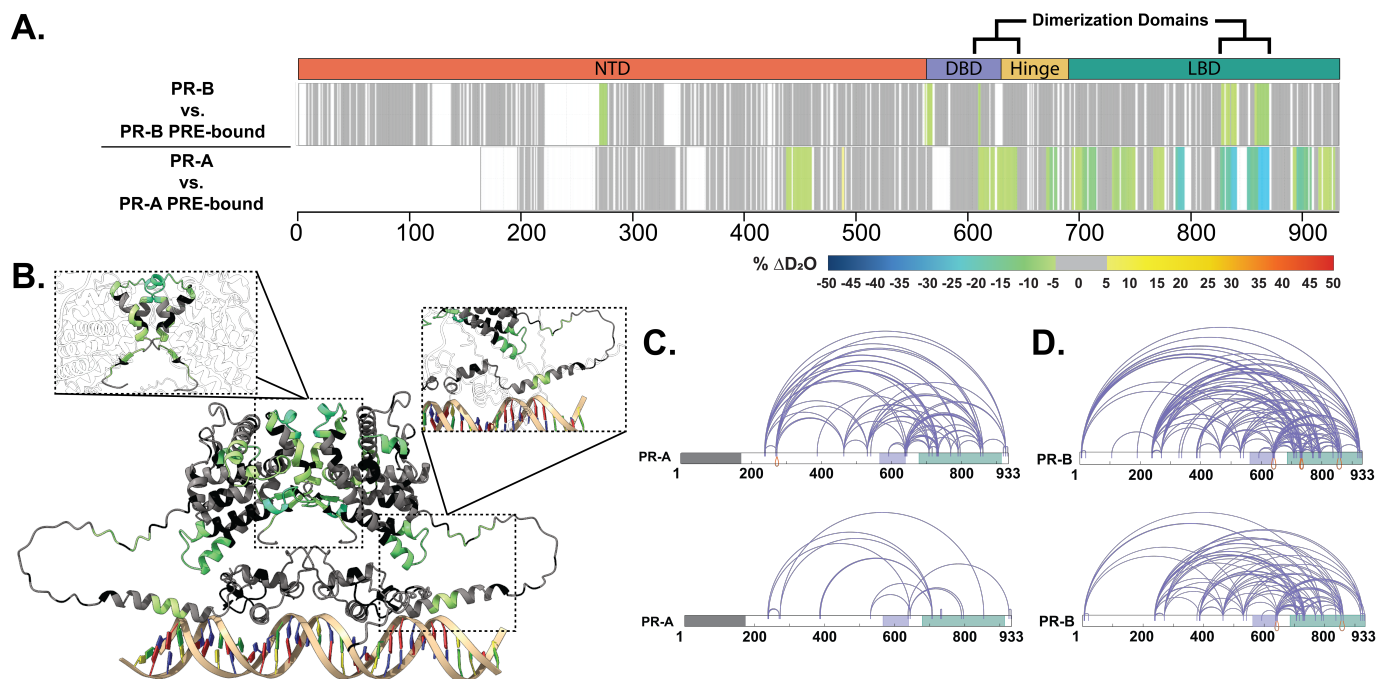 A.
Dimerization Domains
NTD
DBD
Hinge
LBD
PR-B
vs.
PR-B PRE-bound
PR-A
vs.
PR-A PRE-bound
0 100 200 300 400 500 600 700 800 900
% ΔD₂O
-50 -45 -40 -35 -30 -25 -20 -15 -10 -5 0 5 10 15 20 25 30 35 40 45 50
B.
C.
D.
PR-A
1 200 400 600 800 933
PR-B
1 200 400 600 800 933
PR-A
1 200 400 600 800 933
PR-B
1 200 400 600 800 933